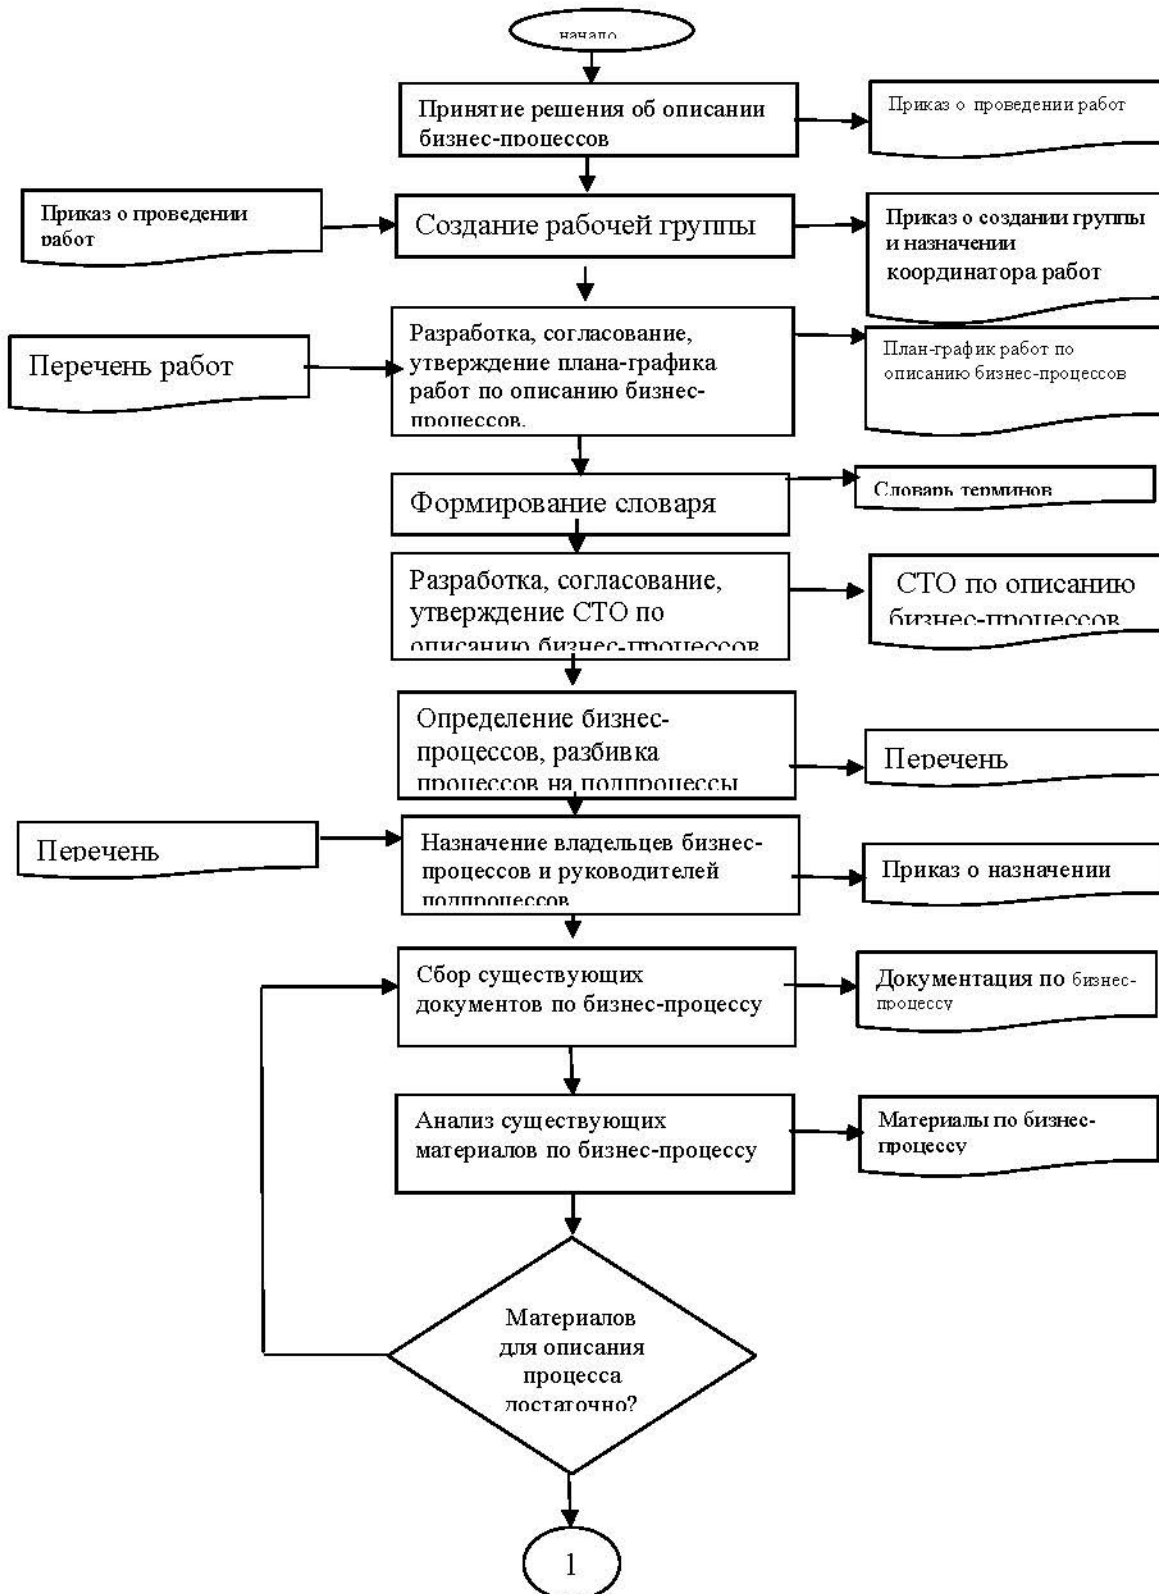 начало
Принятие решения об описании
бизнес-процессов
Приказ о проведении работ
Приказ о проведении
работ
Создание рабочей группы
Приказ о создании группы
и назначении
координатора работ
Перечень работ
Разработка, согласование,
утверждение плана-графика
работ по описанию бизнес-
процессов.
План-график работ по
описанию бизнес-процессов
Формирование словаря
Словарь терминов
Разработка, согласование,
утверждение СТО по
описанию бизнес-процессов
СТО по описанию
бизнес-процессов
Определение бизнес-
процессов, разбивка
процессов на подпроцессы
Перечень
Перечень
Назначение владельцев бизнес-
процессов и руководителей
подпроцессов
Приказ о назначении
Сбор существующих
документов по бизнес-процессу
Документация по бизнес-
процессу
Анализ существующих
материалов по бизнес-процессу
Материалы по бизнес-
процессу
Материалов
для описания
процесса
достаточно?
1